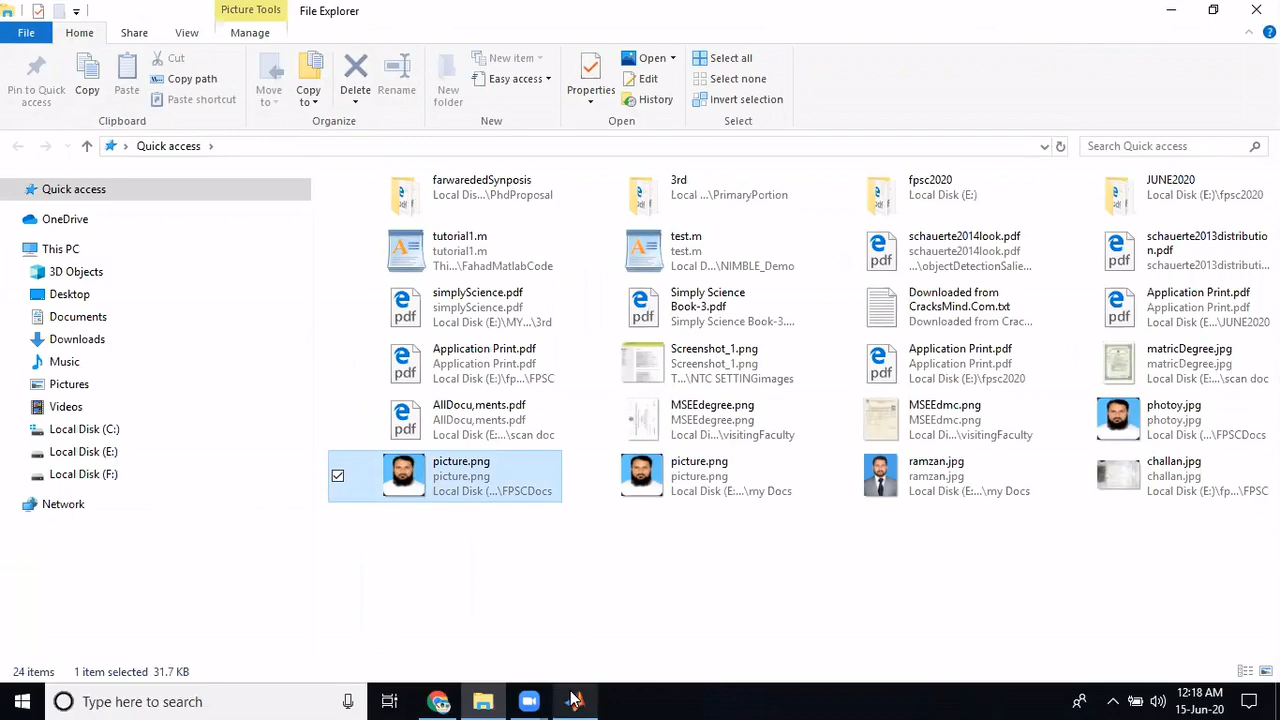 Picture Tools
File Explorer
File
Home
Share
View
Manage
Pin to Quick
access
Copy
Paste
Cut
Copy path
Paste shortcut
Clipboard
Move
to
Copy
to
Delete
Rename
Organize
New
folder
New item
Easy access
New
Properties
Open
Edit
History
Open
Select all
Select none
Invert selection
Select
Quick access
Search Quick access
Quick access
OneDrive
This PC
3D Objects
Desktop
Documents
Downloads
Music
Pictures
Videos
Local Disk (C:)
Local Disk (E:)
Local Disk (F:)
Network
farwarededSynposis
Local Dis...\PhdProposal
3rd
Local ...\PrimaryPortion
fpsc2020
Local Disk (E:)
JUNE2020
Local Disk (E:)\fpsc2020
tutorial1.m
tutorial1.m
Thi...\FahadMatlabCode
test.m
test.m
Local D...\NIMBLE_Demo
schauerte2014look.pdf
schauerte2014look.pdf
...\objectDetectionSalie...
schauerte2013distributio
n.pdf
schauerte2013distributi...
simplyScience.pdf
simplyScience.pdf
Local Disk (E:)\MY...\3rd
Simply Science
Book-3.pdf
Simply Science Book-3....
Downloaded from
CracksMind.Com.txt
Downloaded from Crac...
Application Print.pdf
Application Print.pdf
Local Disk (E:...\JUNE2020
Application Print.pdf
Application Print.pdf
Local Disk (E:)\fp...\FPSC
Screenshot_1.png
Screenshot_1.png
T...\NTC SETTINGimages
Application Print.pdf
Application Print.pdf
Local Disk (E:)\fpsc2020
matricDegree.jpg
matricDegree.jpg
Local Disk (E:...\scan doc
AllDocu,ments.pdf
AllDocu,ments.pdf
Local Disk (E:...\scan doc
MSEEdegree.png
MSEEdegree.png
Local Di...\visitingFaculty
MSEEdmc.png
MSEEdmc.png
Local Di...\visitingFaculty
photoy.jpg
photoy.jpg
Local Disk (...\FPSCDocs
picture.png
picture.png
Local Disk (...\FPSCDocs
picture.png
picture.png
Local Disk (E:...\my Docs
ramzan.jpg
ramzan.jpg
Local Disk (E:...\my Docs
challan.jpg
challan.jpg
Local Disk (E:)\fp...\FPSC
24 items
1 item selected 31.7 KB
Type here to search
12:18 AM
15-Jun-20